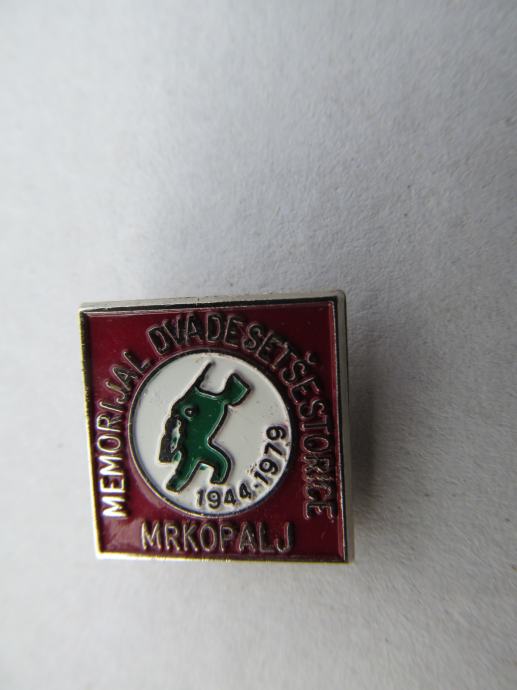 MEMORIJAL DVADESETŠESTORICE
1944-1979
MRKOPALJ